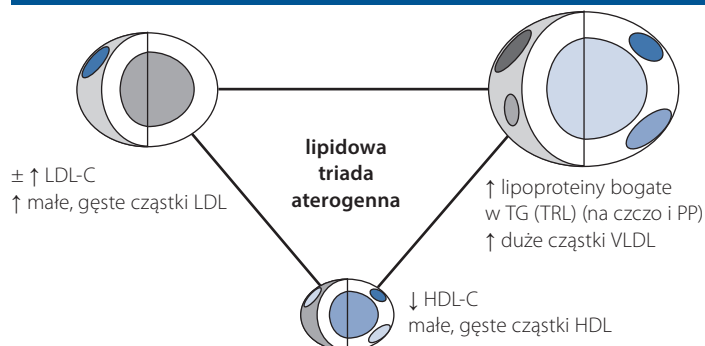 lipidowa
triada
aterogenna
± ↑ LDL-C
↑ małe, gęste cząstki LDL
↑ lipoproteiny bogate
w TG (TRL) (na czczo i PP)
↑ duże cząstki VLDL
↓ HDL-C
małe, gęste cząstki HDL